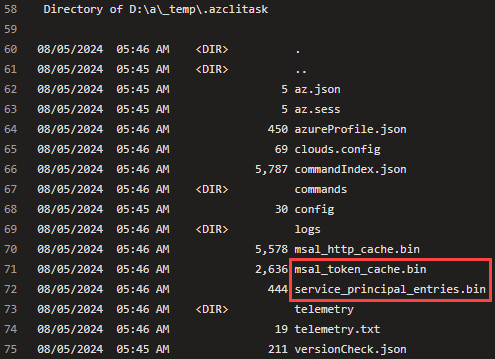 58 Directory of D:\a\_temp\.azclitask
59
60 08/05/2024 05:46 AM <DIR> .
61 08/05/2024 05:45 AM <DIR> ..
62 08/05/2024 05:45 AM 5 az.json
63 08/05/2024 05:45 AM 5 az.sess
64 08/05/2024 05:46 AM 450 azureProfile.json
65 08/05/2024 05:46 AM 69 clouds.config
66 08/05/2024 05:46 AM 5,787 commandIndex.json
67 08/05/2024 05:46 AM <DIR> commands
68 08/05/2024 05:45 AM 30 config
69 08/05/2024 05:46 AM <DIR> logs
70 08/05/2024 05:46 AM 5,578 msal_http_cache.bin
71 08/05/2024 05:46 AM 2,636 msal_token_cache.bin
72 08/05/2024 05:46 AM 444 service_principal_entries.bin
73 08/05/2024 05:46 AM <DIR> telemetry
74 08/05/2024 05:46 AM 19 telemetry.txt
75 08/05/2024 05:45 AM 211 versionCheck.json